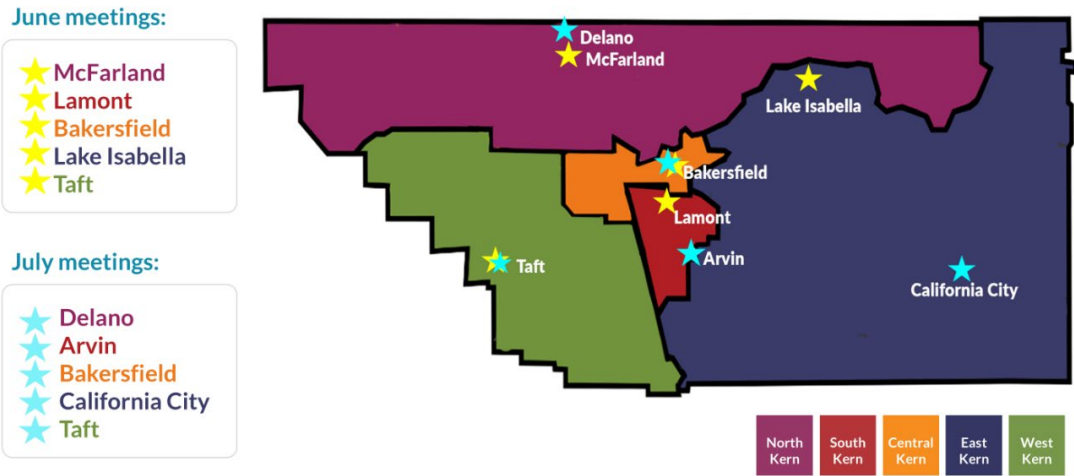 June meetings:
McFarland
Lamont
Bakersfield
Lake Isabella
Taft
July meetings:
Delano
Arvin
Bakersfield
California City
Taft
Delano
McFarland
Lake Isabella
Bakersfield
Lamont
Arvin
Taft
California City
North
Kern
South
Kern
Central
Kern
East
Kern
West
Kern